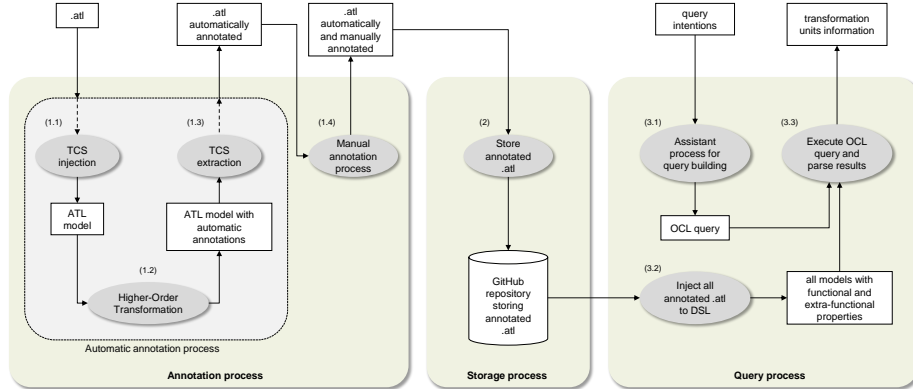 .atl
.atl
automatically
annotated
.atl automatically
and manually
annotated
query
intentions
transformation
units information
(1.1)
TCS
injection
(1.3)
TCS
extraction
(1.4)
Manual
annotation
process
(2)
Store
annotated
.atl
(3.1)
Assistant
process for
query building
(3.3)
Execute OCL
query and
parse results
ATL
model
ATL model with
automatic
annotations
OCL query
(1.2)
Higher-Order
Transformation
GitHub
repository
storing
annotated
.atl
(3.2)
Inject all
annotated .atl
to DSL
all models with
functional and
extra-functional
properties
Automatic annotation process
Annotation process
Storage process
Query process